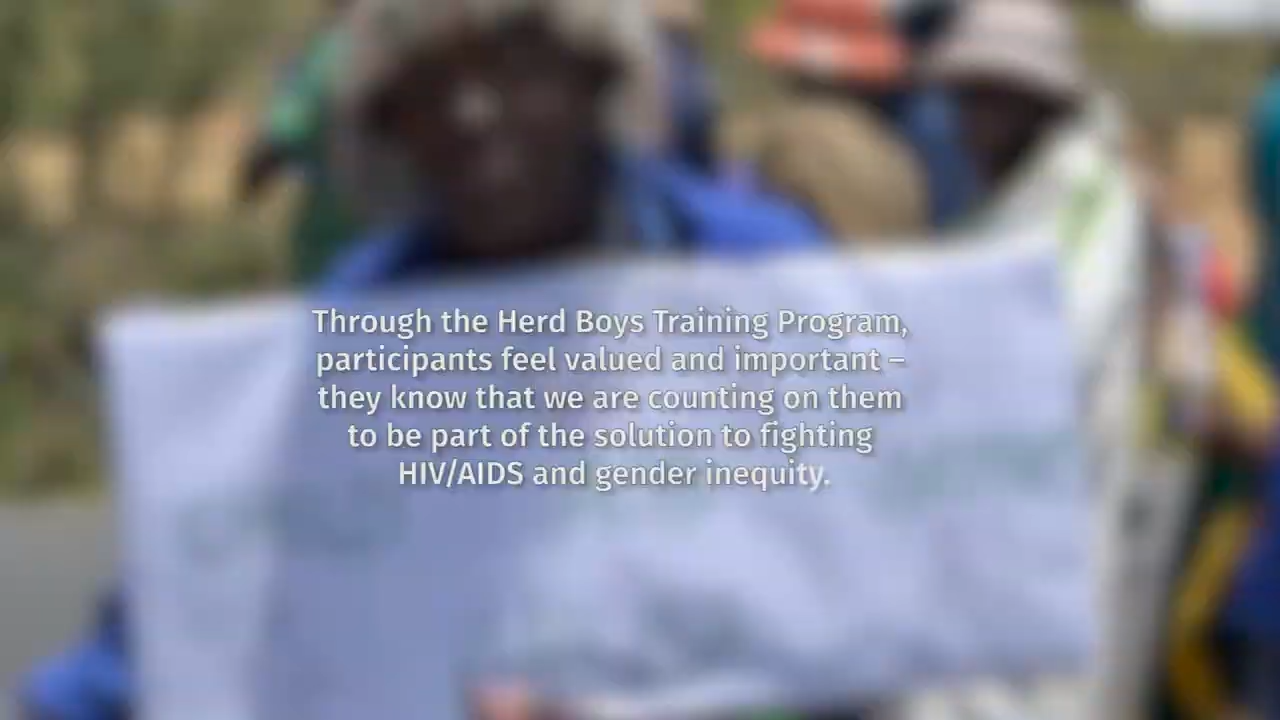 Through the Herd Boys Training Program,
participants feel valued and important –
they know that we are counting on them
to be part of the solution to fighting
HIV/AIDS and gender inequity.